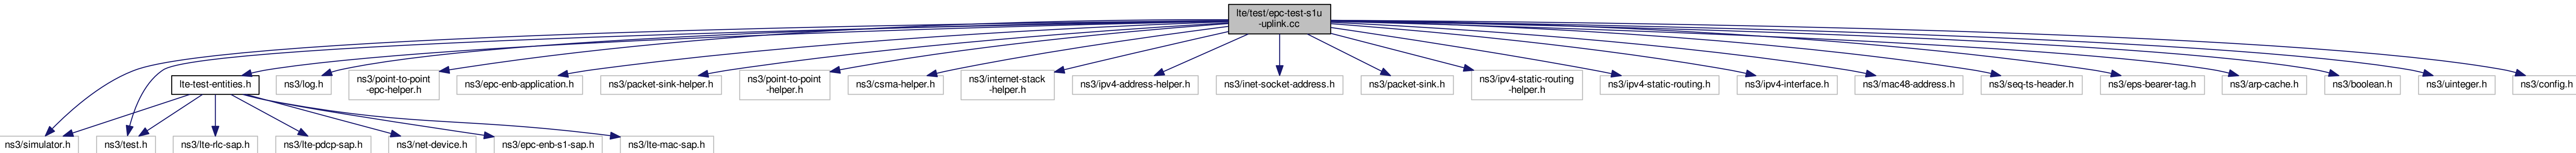 lte/test/epc-test-s1u
-uplink.cc
lte-test-entities.h
ns3/log.h
ns3/point-to-point
-epc-helper.h
ns3/epc-enb-application.h
ns3/packet-sink-helper.h
ns3/point-to-point
-helper.h
ns3/csma-helper.h
ns3/internet-stack
-helper.h
ns3/ipv4-address-helper.h
ns3/inet-socket-address.h
ns3/packet-sink.h
ns3/ipv4-static-routing
-helper.h
ns3/ipv4-static-routing.h
ns3/ipv4-interface.h
ns3/mac48-address.h
ns3/seq-ts-header.h
ns3/eps-bearer-tag.h
ns3/arp-cache.h
ns3/boolean.h
ns3/uinteger.h
ns3/config.h
ns3/simulator.h
ns3/test.h
ns3/lte-rlc-sap.h
ns3/lte-pdcp-sap.h
ns3/net-device.h
ns3/epc-enb-s1-sap.h
ns3/lte-mac-sap.h